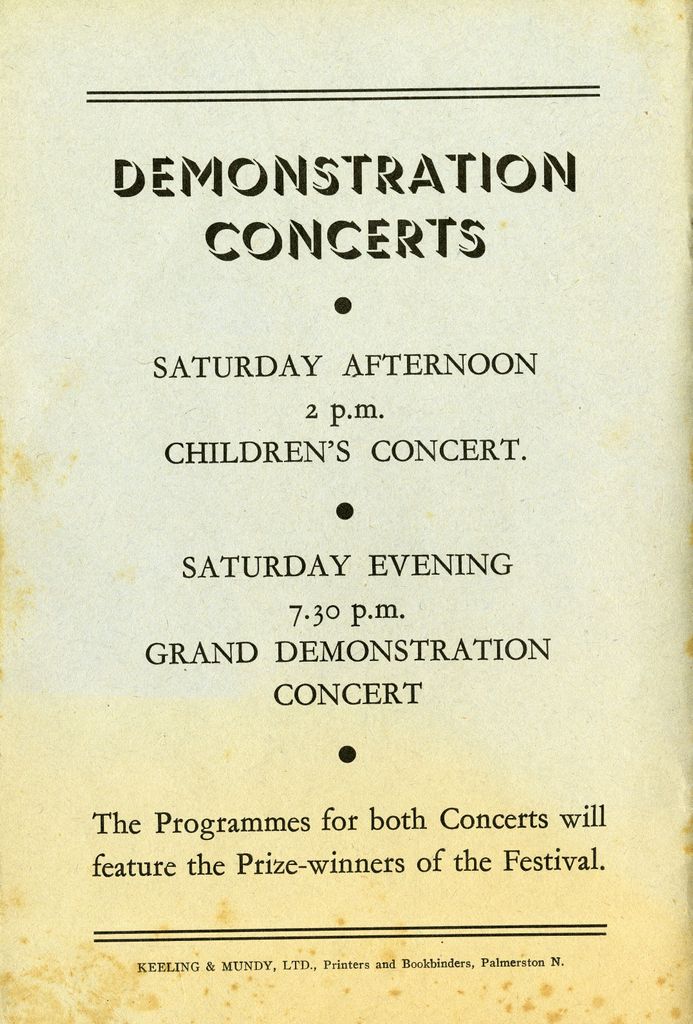 DEMONSTRATION
CONCERTS
SATURDAY AFTERNOON
2 p.m.
CHILDREN'S CONCERT.
SATURDAY EVENING
7.30 p.m.
GRAND DEMONSTRATION
CONCERT
The Programmes for both Concerts will
feature the Prize-winners of the Festival.
KEELING & MUNDY, LTD., Printers and Bookbinders, Palmerston N.